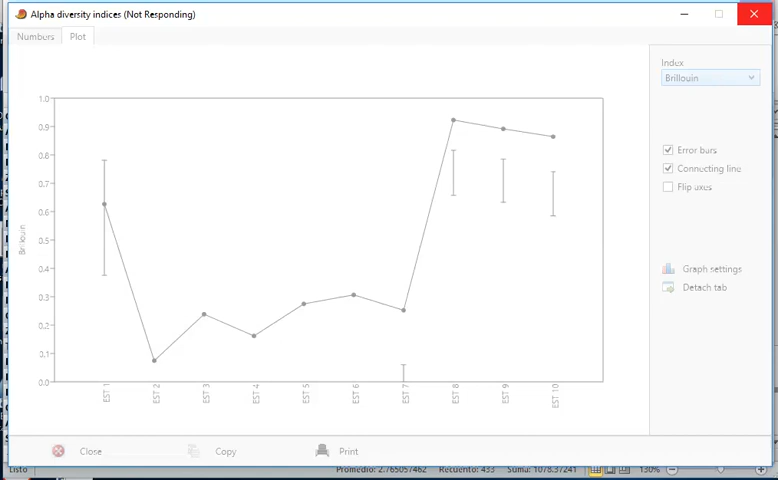 Alpha diversity indices (Not Responding)
Numbers Plot
Index
Brillouin
Error bars
Connecting line
Flip axes
Graph settings
Detach tab
1.0
0.9
0.8
0.7
0.6
0.5
0.4
0.3
0.2
0.1
0.0
Brillouin
EST 1 EST 2 EST 3 EST 4 EST 5 EST 6 EST 7 EST 8 EST 9 EST 10
Close Copy Print
Listo Promedio: 2.765057462 Recuento: 433 Suma: 1078.37241 130%